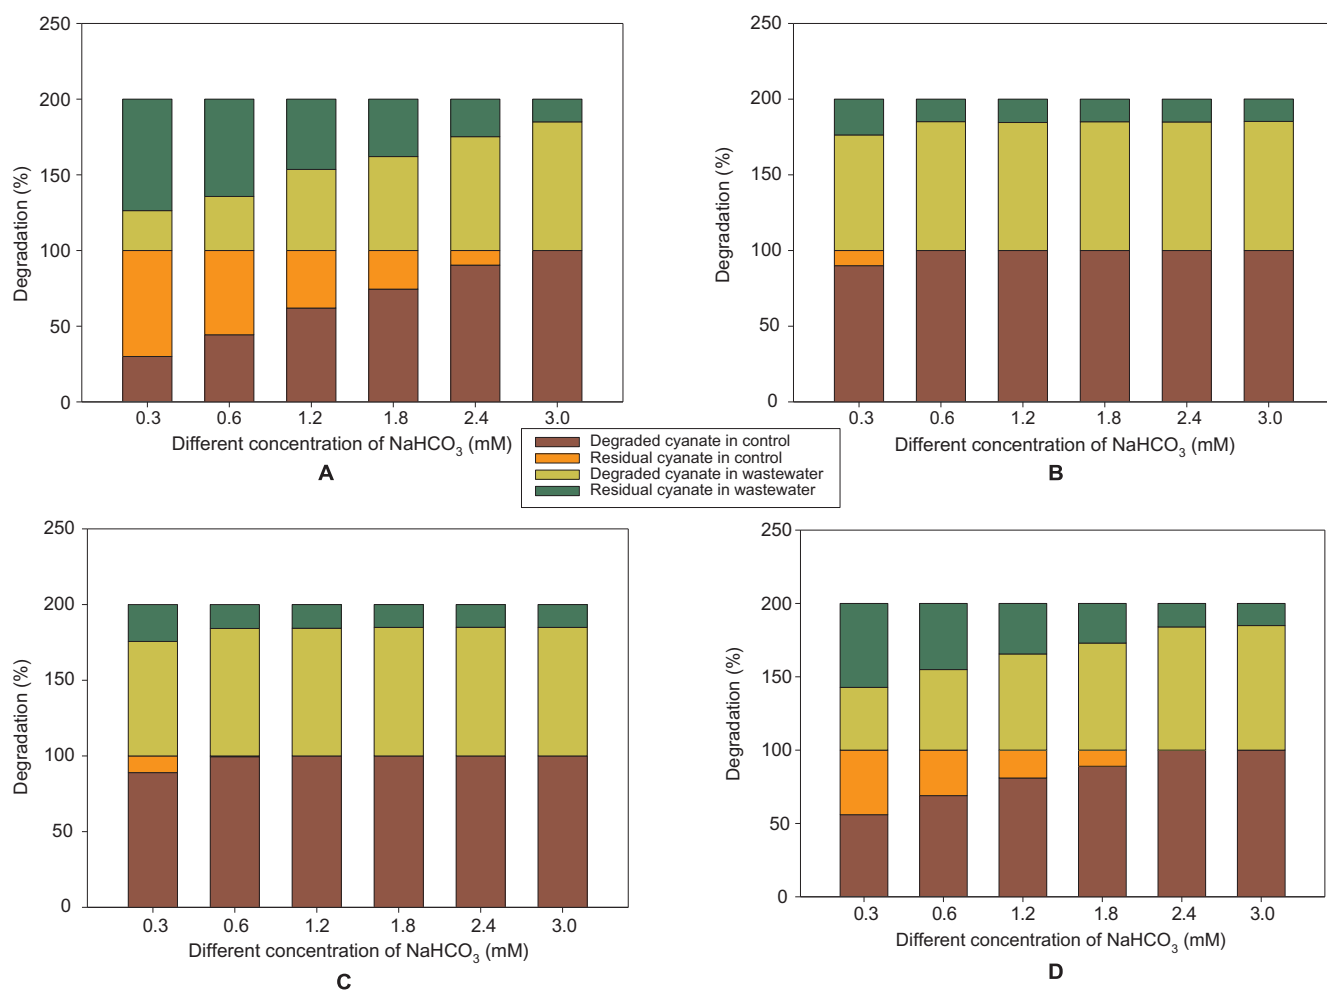 250
200
150
100
50
0
Degradation (%)
0.3 0.6 1.2 1.8 2.4 3.0
Different concentration of NaHCO3 (mM)
A
250
200
150
100
50
0
Degradation (%)
0.3 0.6 1.2 1.8 2.4 3.0
Different concentration of NaHCO3 (mM)
B
Degraded cyanate in control
Residual cyanate in control
Degraded cyanate in wastewater
Residual cyanate in wastewater
250
200
150
100
50
0
Degradation (%)
0.3 0.6 1.2 1.8 2.4 3.0
Different concentration of NaHCO3 (mM)
C
250
200
150
100
50
0
Degradation (%)
0.3 0.6 1.2 1.8 2.4 3.0
Different concentration of NaHCO3 (mM)
D